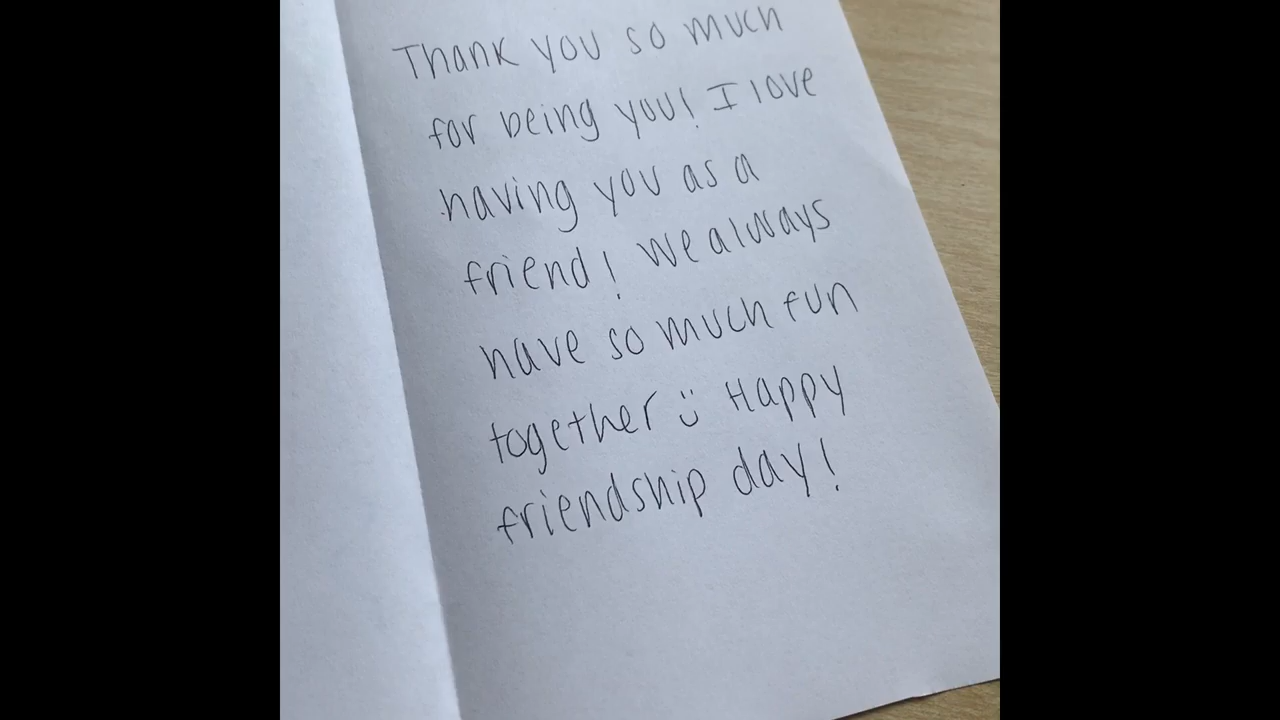 Thank you so much
for being you! I love
having you as a
friend! We always
have so much fun
together :) Happy
friendship day!